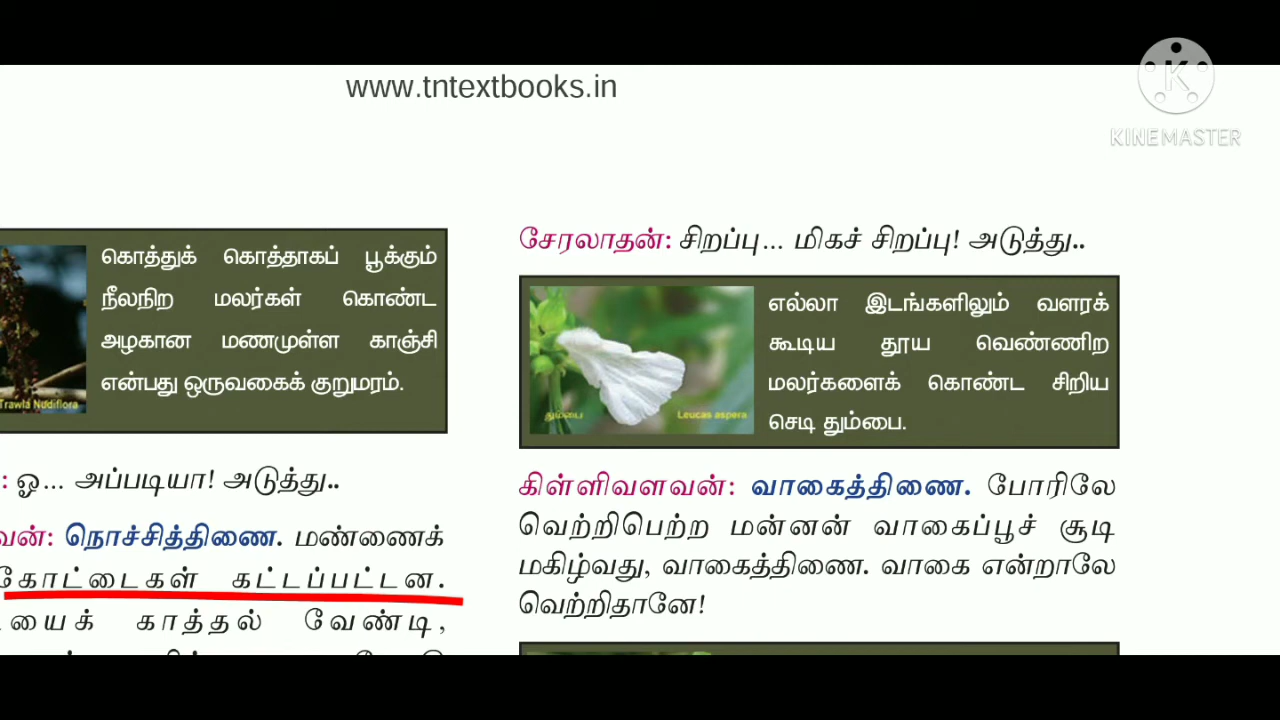 www.tntextbooks.in
KINEMASTER
கொத்துக் கொத்தாகப் பூக்கும்
நீலநிற மலர்கள் கொண்ட
அழகான மணமுள்ள காஞ்சி
என்பது ஒருவகைக் குறுமரம்.
Trawia Nudiflora
: ஓ... அப்படியா! அடுத்து..
வன்: நொச்சித்திணை. மண்ணைக்
கோட்டைகள் கட்டப்பட்டன.
யைக் காத்தல் வேண்டி,
சேரலாதன்: சிறப்பு... மிகச் சிறப்பு! அடுத்து..
எல்லா இடங்களிலும் வளரக்
கூடிய தூய வெண்ணிற
மலர்களைக் கொண்ட சிறிய
செடி தும்பை.
தும்பை Leucas aspera
கிள்ளிவளவன்: வாகைத்திணை. போரிலே
வெற்றிபெற்ற மன்னன் வாகைப்பூச் சூடி
மகிழ்வது, வாகைத்திணை. வாகை என்றாலே
வெற்றிதானே!